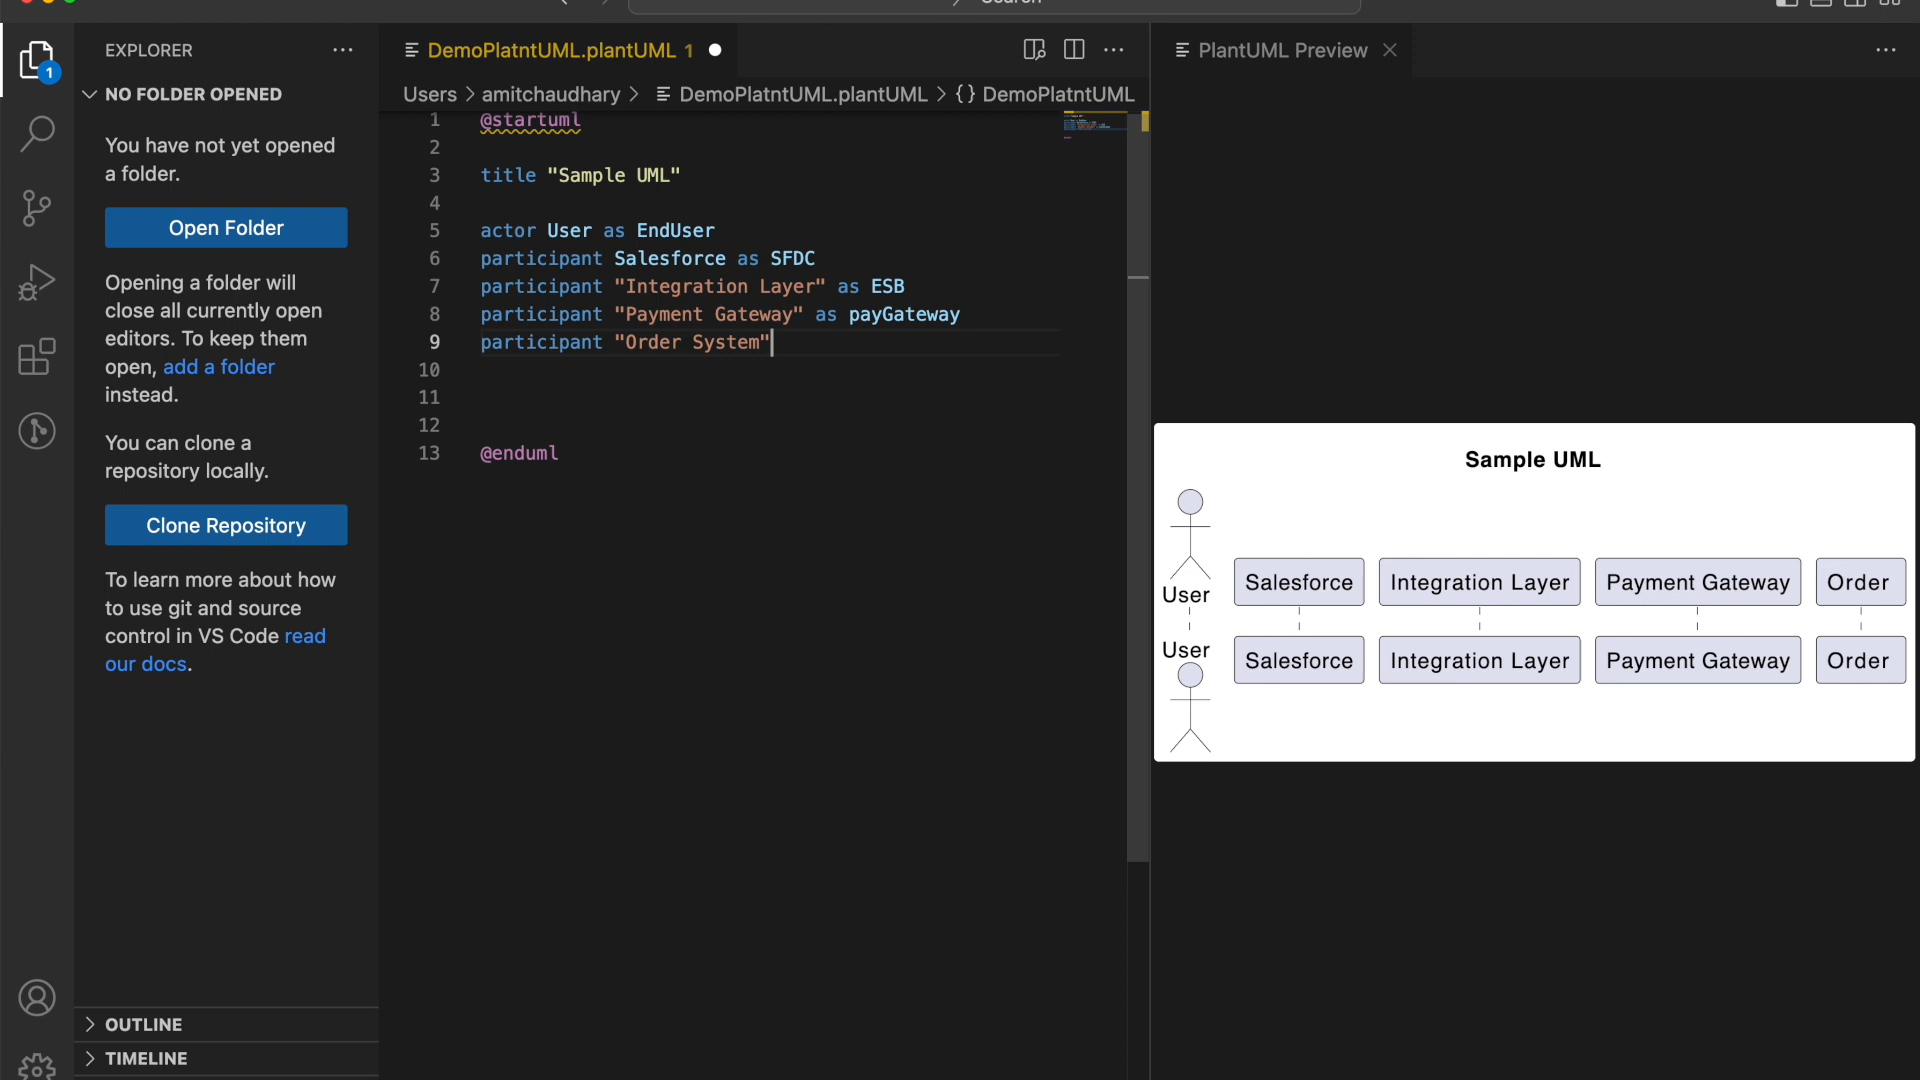 EXPLORER
NO FOLDER OPENED
You have not yet opened
a folder.
Open Folder
Opening a folder will
close all currently open
editors. To keep them
open, add a folder
instead.
You can clone a
repository locally.
Clone Repository
To learn more about how
to use git and source
control in VS Code read
our docs.
OUTLINE
TIMELINE
1
DemoPlatntUML.plantUML 1
Users > amitchaudhary > DemoPlatntUML.plantUML > {} DemoPlatntUML
1 @startuml
2
3 title "Sample UML"
4
5 actor User as EndUser
6 participant Salesforce as SFDC
7 participant "Integration Layer" as ESB
8 participant "Payment Gateway" as payGateway
9 participant "Order System"
10
11
12
13 @enduml
PlantUML Preview
Sample UML
User
Salesforce
Integration Layer
Payment Gateway
Order
User
Salesforce
Integration Layer
Payment Gateway
Order